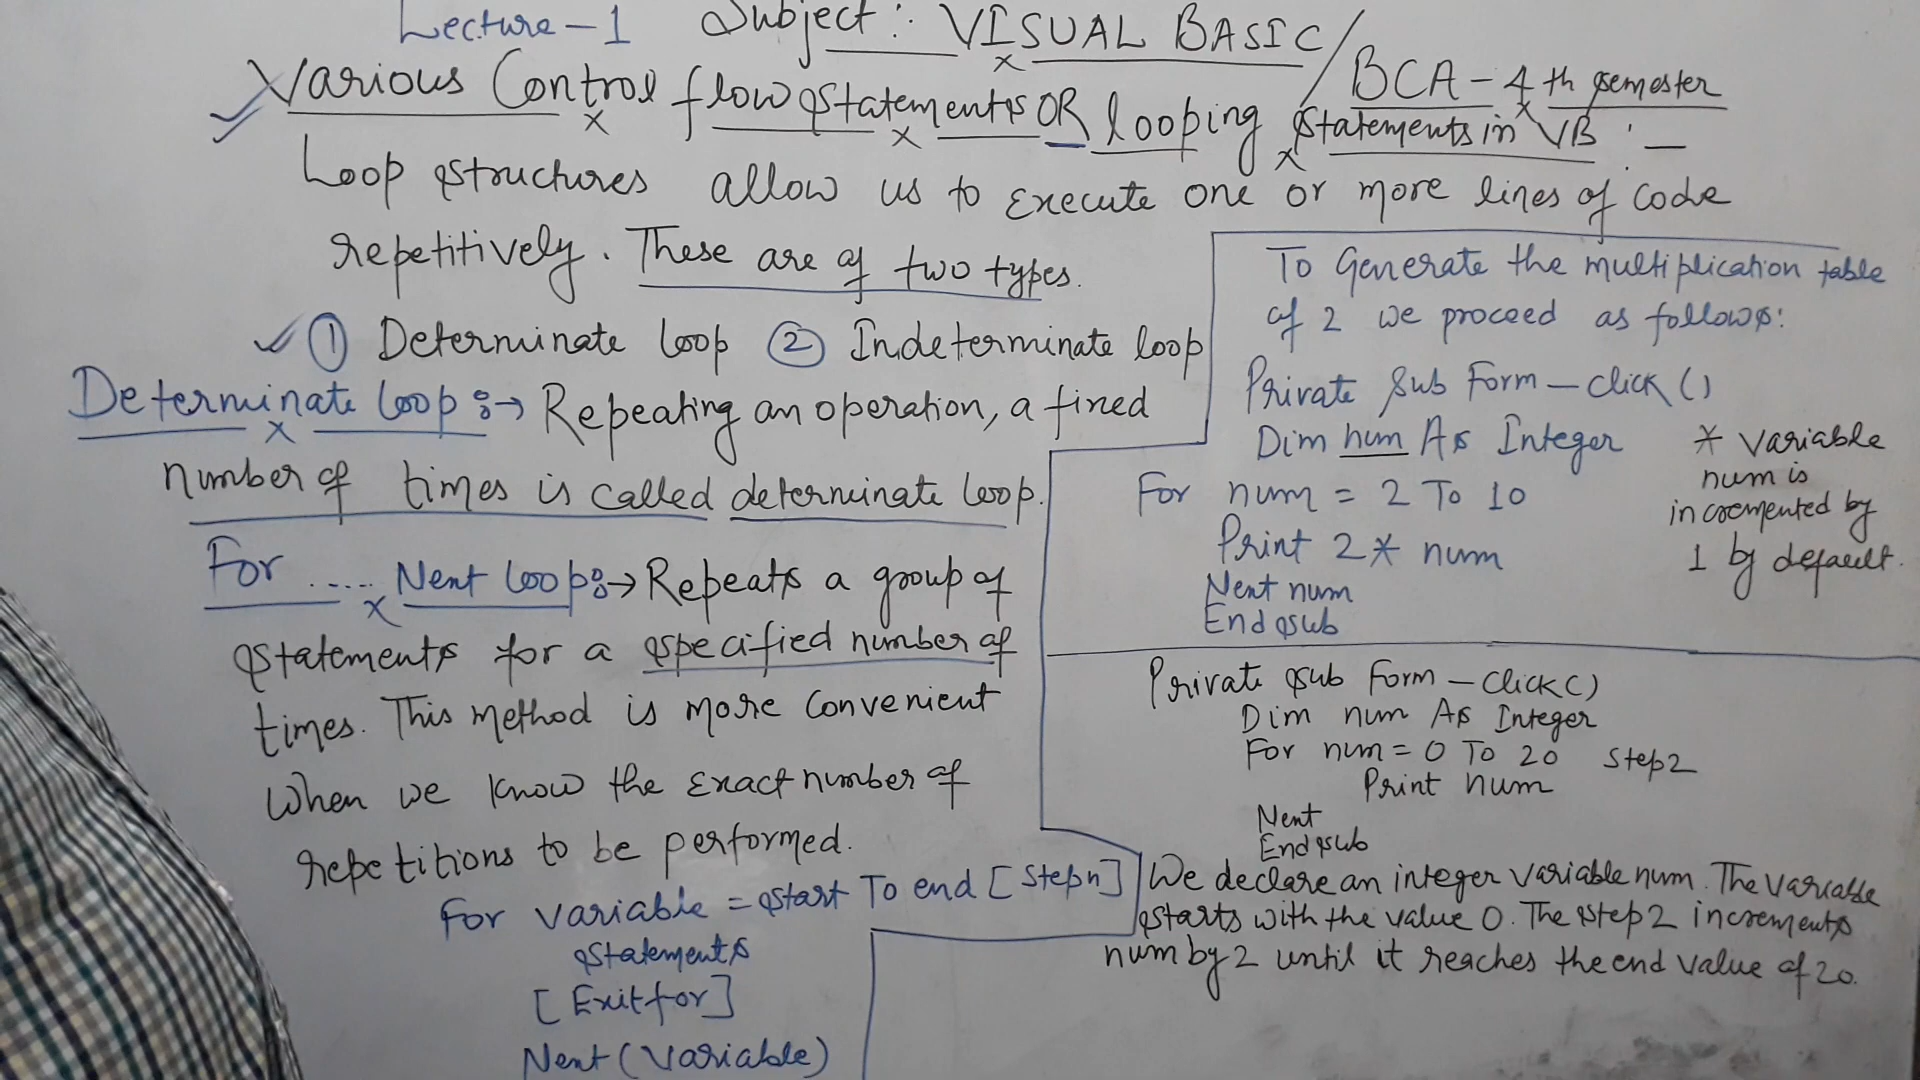 Lecture-1 Subject: VISUAL BASIC/
BCA-4th semester
Various Control flow statements OR looping statements in VB :-
Loop structures allow us to execute one or more lines of code
repetitively. These are of two types.
① Determinate loop ② Indeterminate loop
Determinate loop:→ Repeating an operation, a fixed
number of times is called determinate loop.
For ..... Next loop:→ Repeats a group of
statements for a specified number of
times. This method is more convenient
when we know the exact number of
repetitions to be performed.
For variable = start To end [Step n]
statements
[Exit for]
Next (variable)
To Generate the multiplication table
of 2 we proceed as follows:
Private Sub Form_click()
Dim num As Integer
For num = 2 To 10
Print 2* num
Next num
End sub
* variable
num is
incremented by
1 by default.
Private sub Form_click()
Dim num As Integer
For num = 0 To 20 step2
Print num
Next
End sub
We declare an integer variable num. The variable
starts with the value 0. The step 2 increments
num by 2 until it reaches the end value of 20.